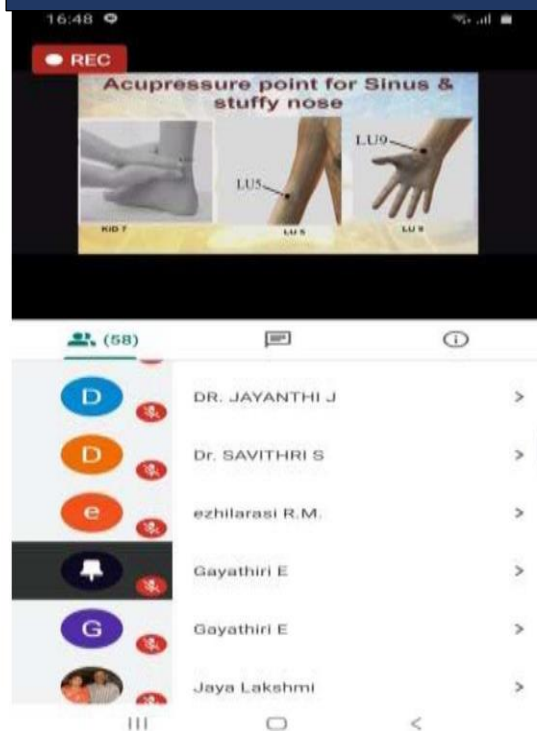 16:48
REC
Acupressure point for Sinus &
stuffy nose
LU5
LU9
KID 7
LU 5
LU 9
(58)
D
DR. JAYANTHI J
D
Dr. SAVITHRI S
e
ezhilarasi R.M.
Gayathiri E
G
Gayathiri E
Jaya Lakshmi